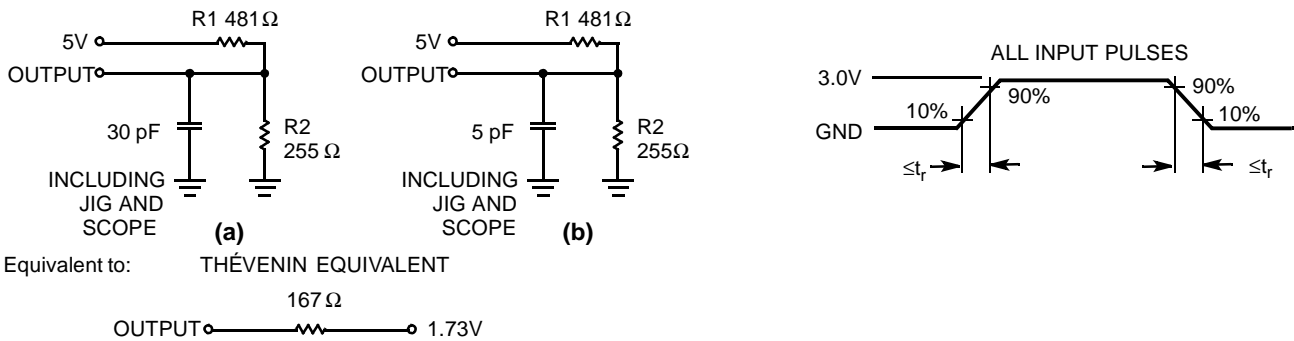 R1 481Ω
5V
OUTPUT
30 pF
R2
255 Ω
INCLUDING
JIG AND
SCOPE
(a)
R1 481Ω
5V
OUTPUT
5 pF
R2
255Ω
INCLUDING
JIG AND
SCOPE
(b)
ALL INPUT PULSES
3.0V
GND
10%
90%
90%
10%
≤tr
≤tr
Equivalent to: THÉVENIN EQUIVALENT
167 Ω
OUTPUT 1.73V